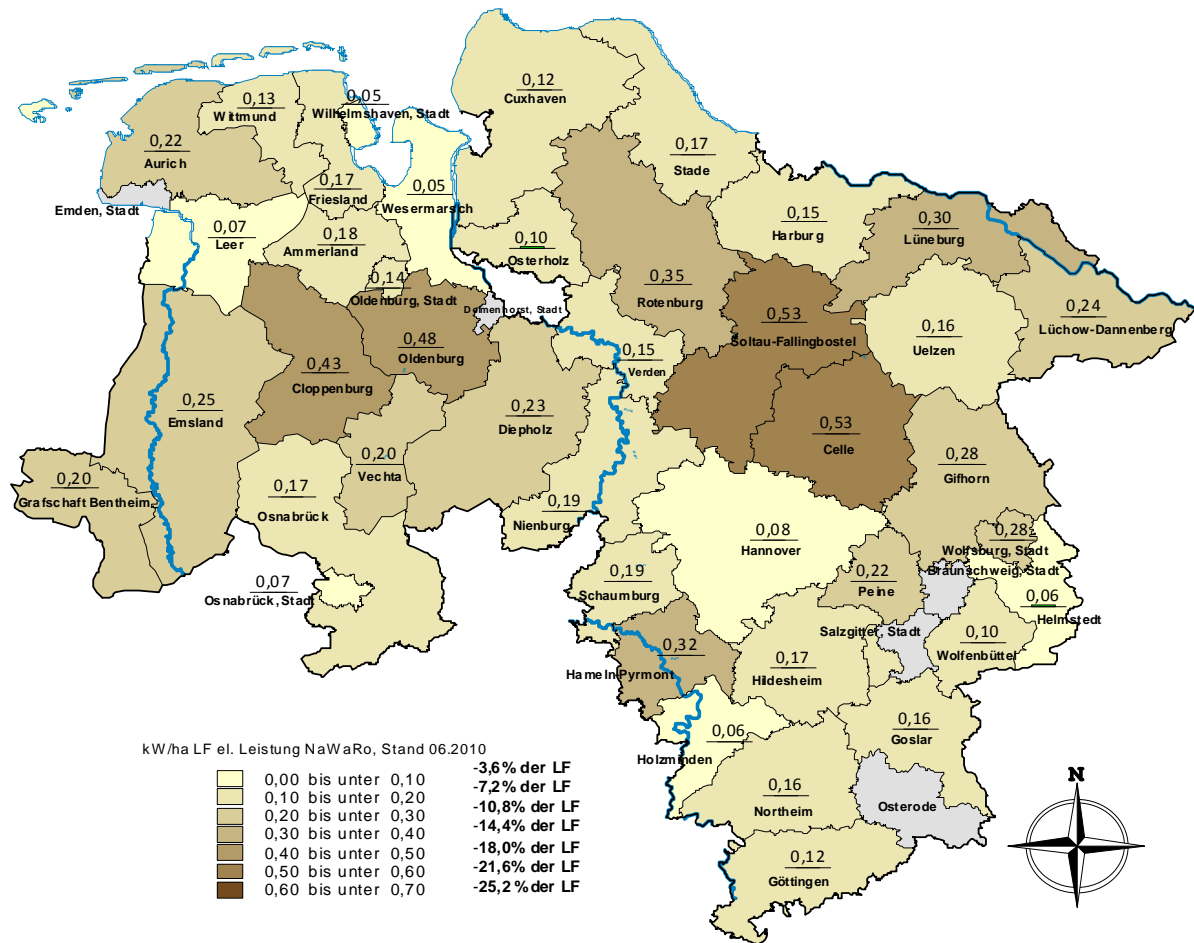 0,12
Cuxhaven
0,05
Wilhelmshaven, Stadt
0,13
Wittmund
0,22
Aurich
0,17
Stade
0,17
Friesland
0,05
Wesermarsch
Emden, Stadt
0,07
Leer
0,18
Ammerland
0,10
Osterholz
0,15
Harburg
0,30
Lüneburg
0,14
Oldenburg, Stadt
0,35
Rotenburg
Delmenhorst, Stadt
0,53
Soltau-Fallingbostel
0,24
Lüchow-Dannenberg
0,16
Uelzen
0,48
Oldenburg
0,15
Verden
0,43
Cloppenburg
0,25
Emsland
0,23
Diepholz
0,53
Celle
0,20
Vechta
0,28
Gifhorn
0,20
Grafschaft Bentheim
0,17
Osnabrück
0,19
Nienburg
0,08
Hannover
0,28
Wolfsburg, Stadt
Braunschweig, Stadt
0,07
Osnabrück, Stadt
0,19
Schaumburg
0,22
Peine
0,06
Helmstedt
Salzgitter, Stadt
0,10
Wolfenbüttel
0,32
Hameln-Pyrmont
0,17
Hildesheim
0,16
Goslar
0,06
Holzminden
0,16
Northeim
Osterode
0,12
Göttingen
N
kW/ha LF el. Leistung NaWaRo, Stand 06.2010
0,00 bis unter 0,10 -3,6% der LF
0,10 bis unter 0,20 -7,2% der LF
0,20 bis unter 0,30 -10,8% der LF
0,30 bis unter 0,40 -14,4% der LF
0,40 bis unter 0,50 -18,0% der LF
0,50 bis unter 0,60 -21,6% der LF
0,60 bis unter 0,70 -25,2% der LF